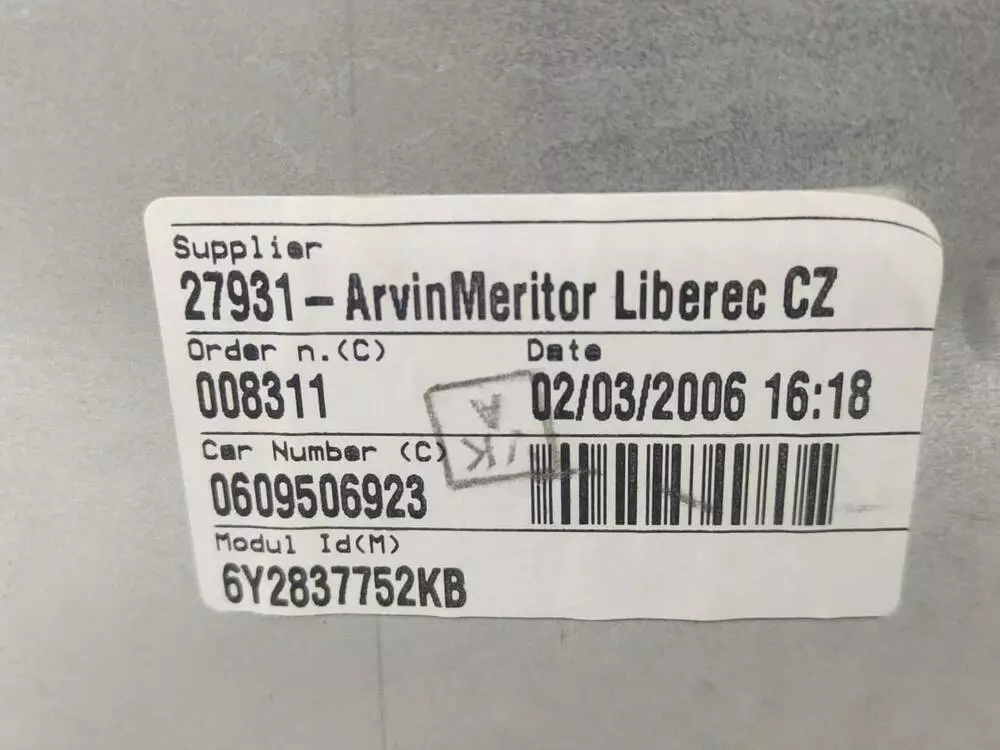 Supplier
27931-ArvinMeritor Liberec CZ
Order n.(C)
Date
008311
02/03/2006 16:18
Car Number (C)
0609506923
Modul Id(M)
6Y2837752KB